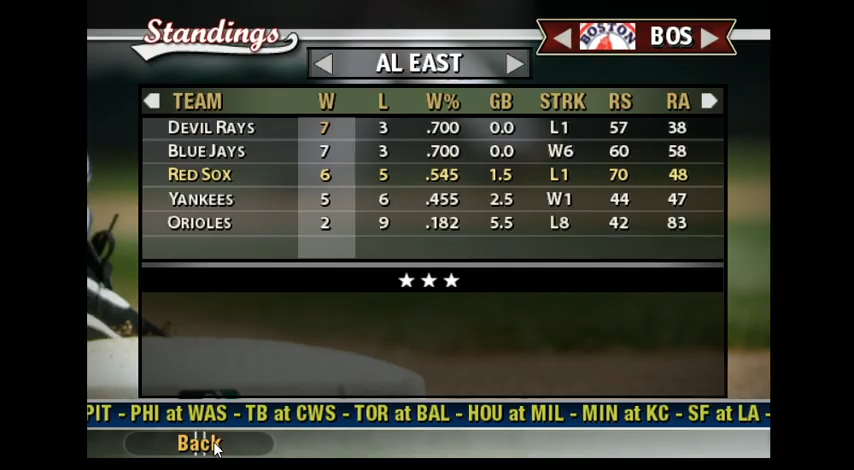 Standings
BOSTON
BOS
AL EAST
TEAM W L W% GB STRK RS RA
DEVIL RAYS 7 3 .700 0.0 L1 57 38
BLUE JAYS 7 3 .700 0.0 W6 60 58
RED SOX 6 5 .545 1.5 L1 70 48
YANKEES 5 6 .455 2.5 W1 44 47
ORIOLES 2 9 .182 5.5 L8 42 83
PIT - PHI at WAS - TB at CWS - TOR at BAL - HOU at MIL - MIN at KC - SF at LA -
Back